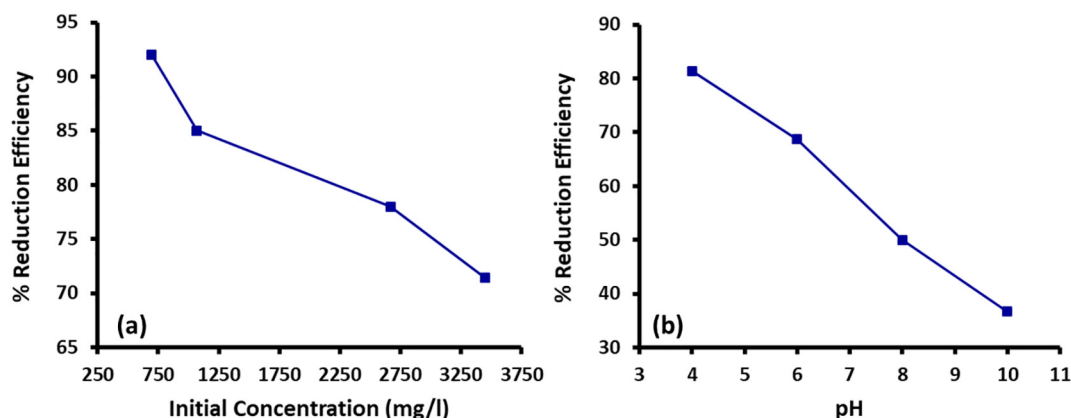 95
90
85
80
75
70
65
% Reduction Efficiency
(a)
250 750 1250 1750 2250 2750 3250 3750
Initial Concentration (mg/l)
90
80
70
60
50
40
30
% Reduction Efficiency
(b)
3 4 5 6 7 8 9 10 11
pH